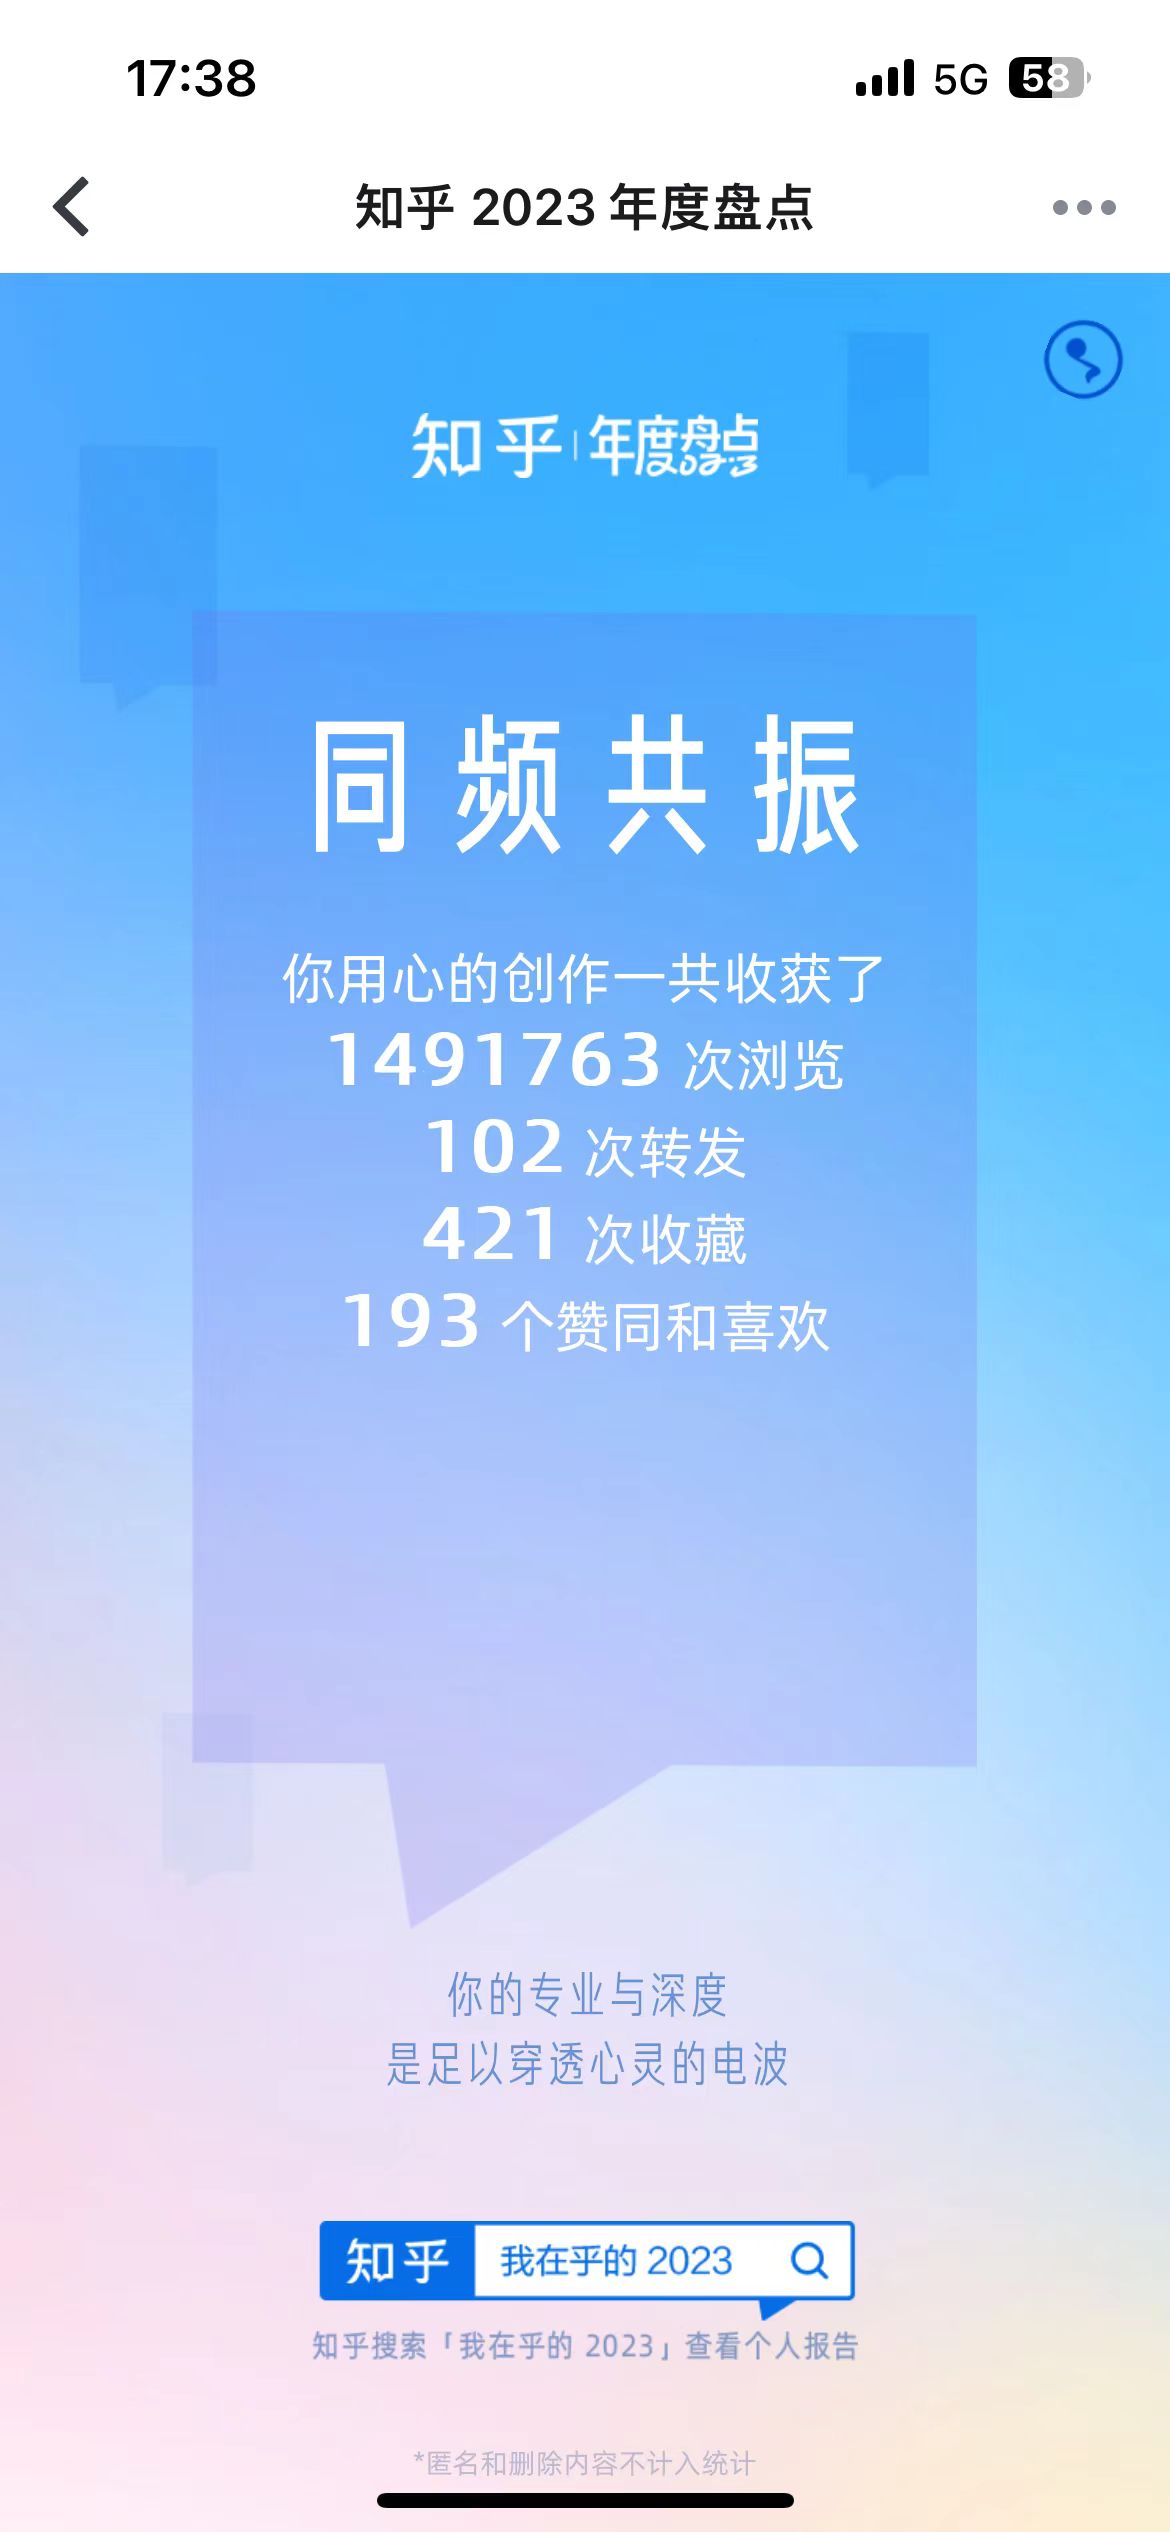 17:38
5G 58
知乎 2023 年度盘点
知乎 年度盘点
2023
同频共振
你用心的创作一共收获了
1491763 次浏览
102 次转发
421 次收藏
193 个赞同和喜欢
你的专业与深度
是足以穿透心灵的电波
知乎 我在乎的 2023
知乎搜索「我在乎的 2023」查看个人报告
*匿名和删除内容不计入统计